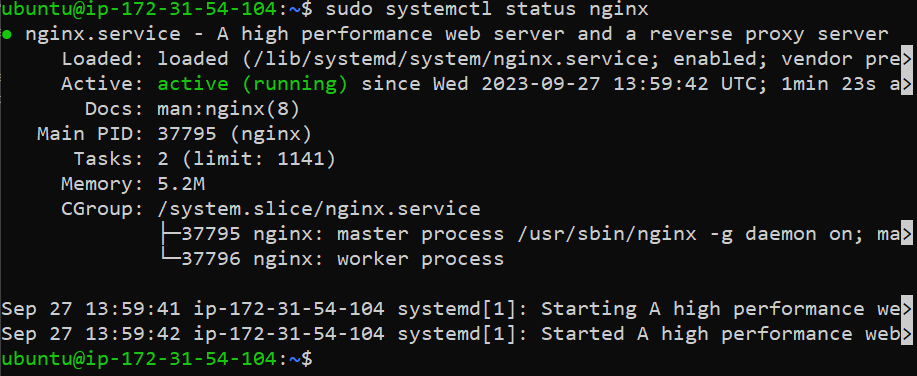 ubuntu@ip-172-31-54-104:~$ sudo systemctl status nginx
● nginx.service - A high performance web server and a reverse proxy server
     Loaded: loaded (/lib/systemd/system/nginx.service; enabled; vendor pre>
     Active: active (running) since Wed 2023-09-27 13:59:42 UTC; 1min 23s a>
       Docs: man:nginx(8)
   Main PID: 37795 (nginx)
      Tasks: 2 (limit: 1141)
     Memory: 5.2M
     CGroup: /system.slice/nginx.service
             ├─37795 nginx: master process /usr/sbin/nginx -g daemon on; ma>
             └─37796 nginx: worker process

Sep 27 13:59:41 ip-172-31-54-104 systemd[1]: Starting A high performance we>
Sep 27 13:59:42 ip-172-31-54-104 systemd[1]: Started A high performance web>
ubuntu@ip-172-31-54-104:~$